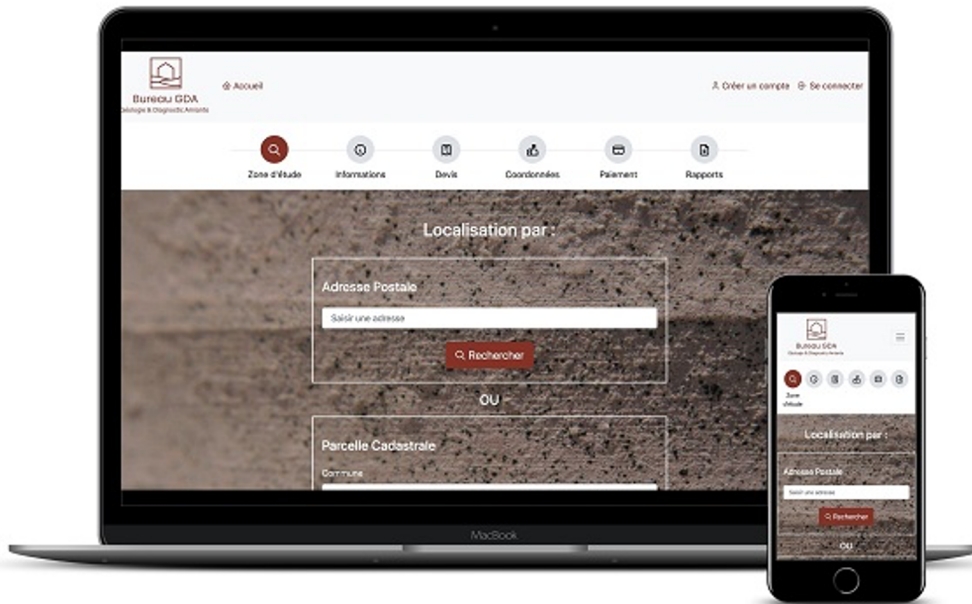 Bureau GDA
Géologie & Diagnostic Amiante
Accueil
Créer un compte
Se connecter
Zone d'étude
Informations
Devis
Coordonnées
Paiement
Rapports
Localisation par :
Adresse Postale
Saisir une adresse
Rechercher
OU
Parcelle Cadastrale
Commune
MacBook
Bureau GDA
Géologie & Diagnostic Amiante
Zone
d'étude
Localisation par :
Adresse Postale
Saisir une adresse
Rechercher
OU